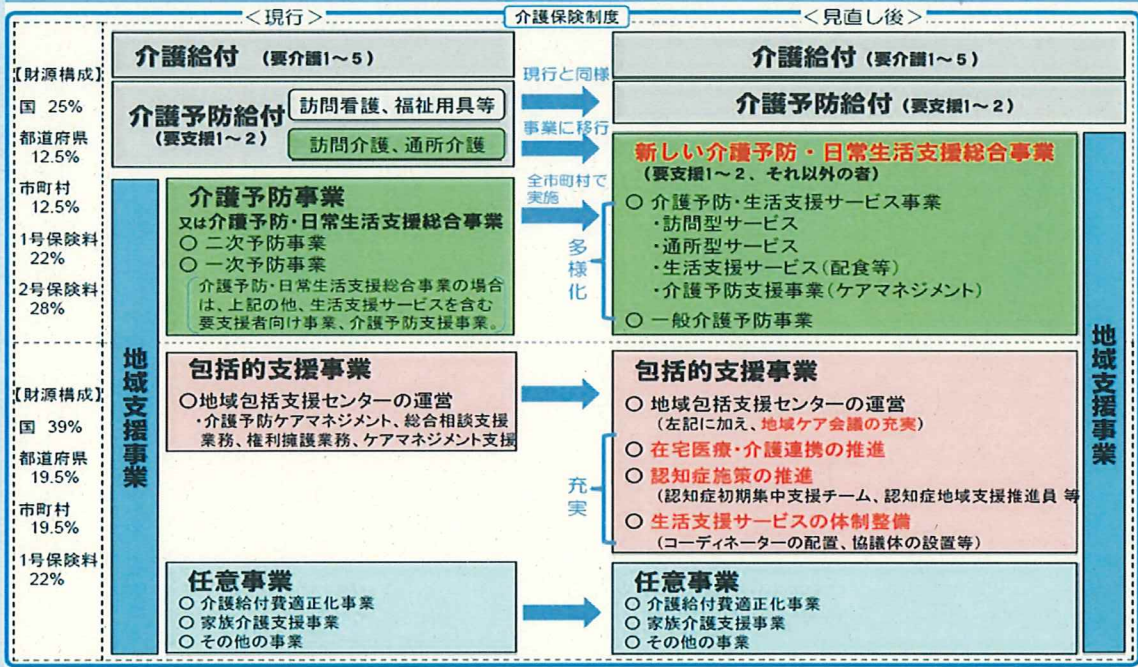 ＜現行＞
介護保険制度
＜見直し後＞
【財源構成】
国 25%
都道府県
12.5%
市町村
12.5%
1号保険料
22%
2号保険料
28%
【財源構成】
国 39%
都道府県
19.5%
市町村
19.5%
1号保険料
22%
介護給付 （要介護1～5）
介護予防給付
（要支援1～2）
訪問看護、福祉用具等
訪問介護、通所介護
地域支援事業
介護予防事業
又は介護予防・日常生活支援総合事業
○ 二次予防事業
○ 一次予防事業
介護予防・日常生活支援総合事業の場合
は、上記の他、生活支援サービスを含む
要支援者向け事業、介護予防支援事業。
包括的支援事業
○地域包括支援センターの運営
・介護予防ケアマネジメント、総合相談支援
業務、権利擁護業務、ケアマネジメント支援
任意事業
○ 介護給付費適正化事業
○ 家族介護支援事業
○ その他の事業
現行と同様
事業に移行
全市町村で
実施
多様化
充実
介護給付 （要介護1～5）
介護予防給付 （要支援1～2）
新しい介護予防・日常生活支援総合事業
（要支援1～2、それ以外の者）
○ 介護予防・生活支援サービス事業
・訪問型サービス
・通所型サービス
・生活支援サービス（配食等）
・介護予防支援事業（ケアマネジメント）
○ 一般介護予防事業
包括的支援事業
○ 地域包括支援センターの運営
（左記に加え、地域ケア会議の充実）
○ 在宅医療・介護連携の推進
○ 認知症施策の推進
（認知症初期集中支援チーム、認知症地域支援推進員 等
○ 生活支援サービスの体制整備
（コーディネーターの配置、協議体の設置等）
任意事業
○ 介護給付費適正化事業
○ 家族介護支援事業
○ その他の事業
地域支援事業